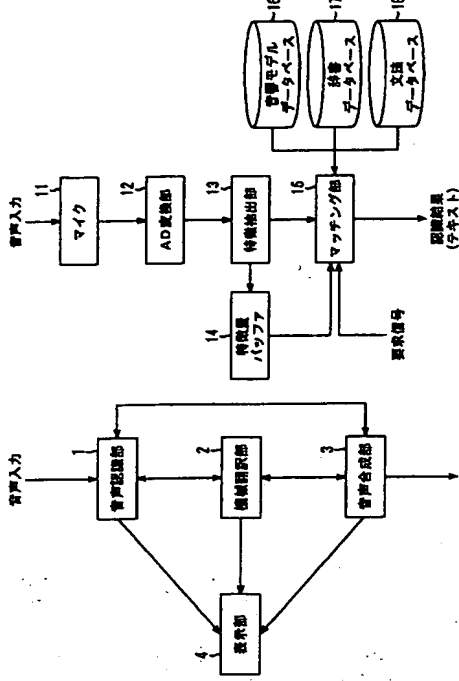 音声入力
1
音声認識部
2
機械翻訳部
3
音声合成部
4
表示部
音声入力
11
マイク
12
AD変換部
13
特徴抽出部
14
特徴量
バッファ
15
マッチング部
要求信号
認識結果
(テキスト)
16
音響モデル
データベース
17
辞書
データベース
18
文法
データベース